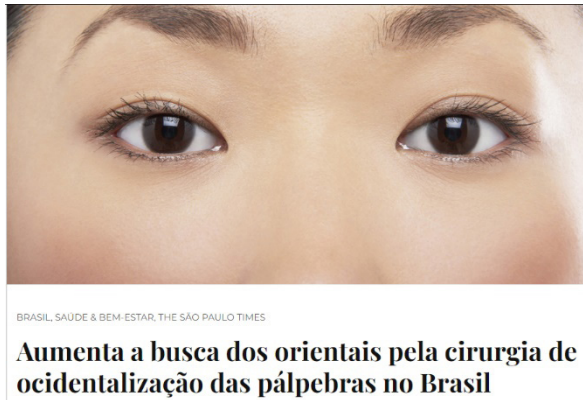 BRASIL, SAÚDE & BEM-ESTAR, THE SÃO PAULO TIMES
Aumenta a busca dos orientais pela cirurgia de
ocidentalização das pálpebras no Brasil